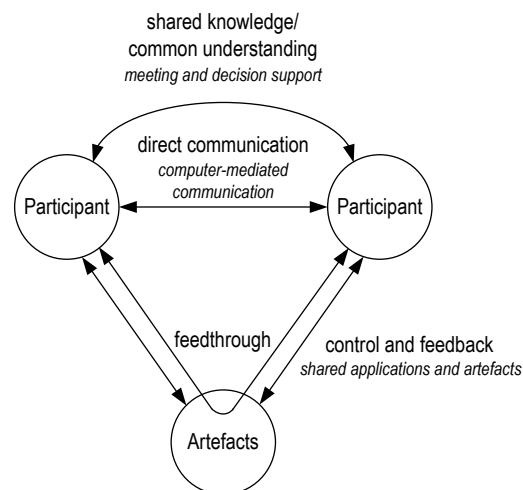 shared knowledge/
common understanding
meeting and decision support
direct communication
computer-mediated
communication
Participant
Participant
feedthrough
control and feedback
shared applications and artefacts
Artefacts